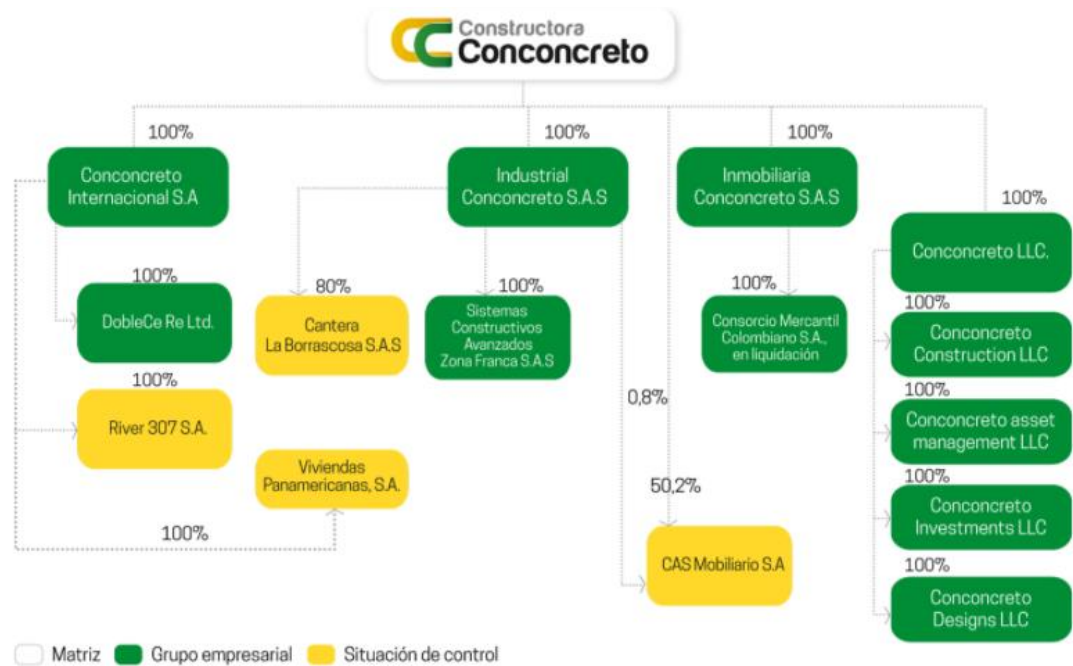 Constructora
Conconcreto
100%
100%
100%
Conconcreto
Internacional S.A
Industrial
Conconcreto S.A.S
Inmobiliaria
Conconcreto S.A.S
100%
Conconcreto LLC.
100%
DobleCe Re Ltd.
80%
Cantera
La Borrascosa S.A.S
100%
Sistemas
Constructivos
Avanzados
Zona Franca S.A.S
100%
Consorcio Mercantil
Colombiano S.A.,
en liquidación
100%
Conconcreto
Construction LLC
100%
River 307 S.A.
0,8%
100%
Conconcreto asset
management LLC
Viviendas
Panamericanas, S.A.
50,2%
100%
Conconcreto
Investments LLC
100%
CAS Mobiliario S.A
100%
Conconcreto
Designs LLC
Matriz
Grupo empresarial
Situación de control